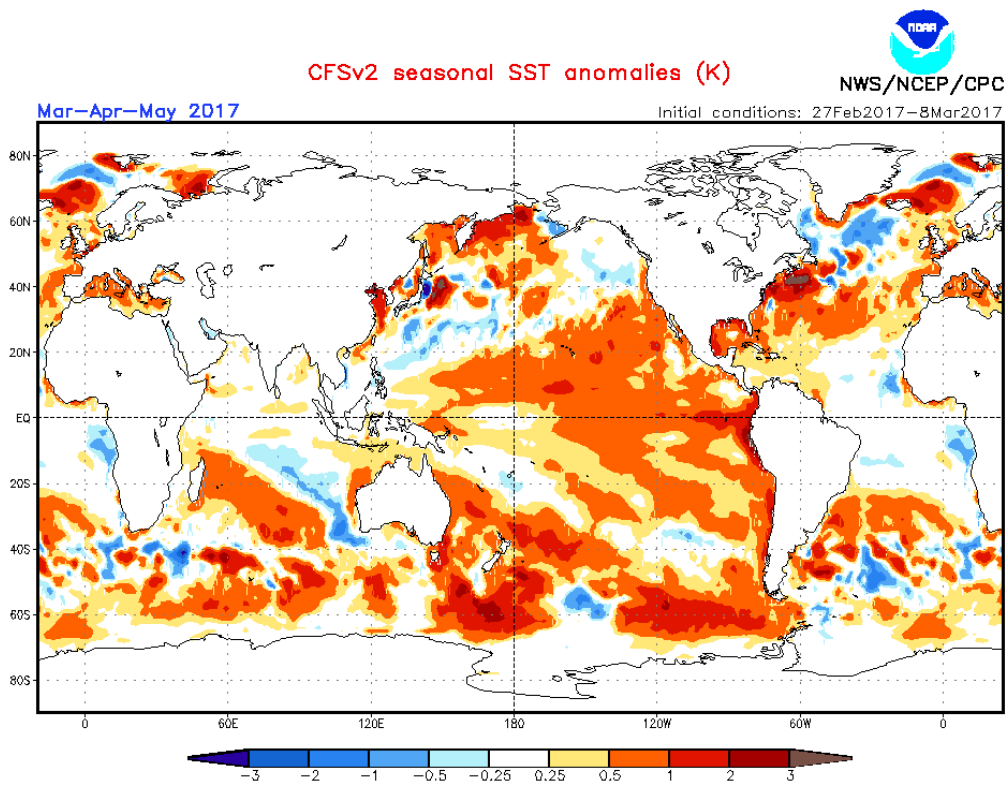 NOAA
CFSv2 seasonal SST anomalies (K)
NWS/NCEP/CPC
Mar-Apr-May 2017
Initial conditions: 27Feb2017-8Mar2017
80N
60N
40N
20N
EQ
20S
40S
60S
80S
0 60E 120E 180 120W 60W 0
-3 -2 -1 -0.5 -0.25 0.25 0.5 1 2 3